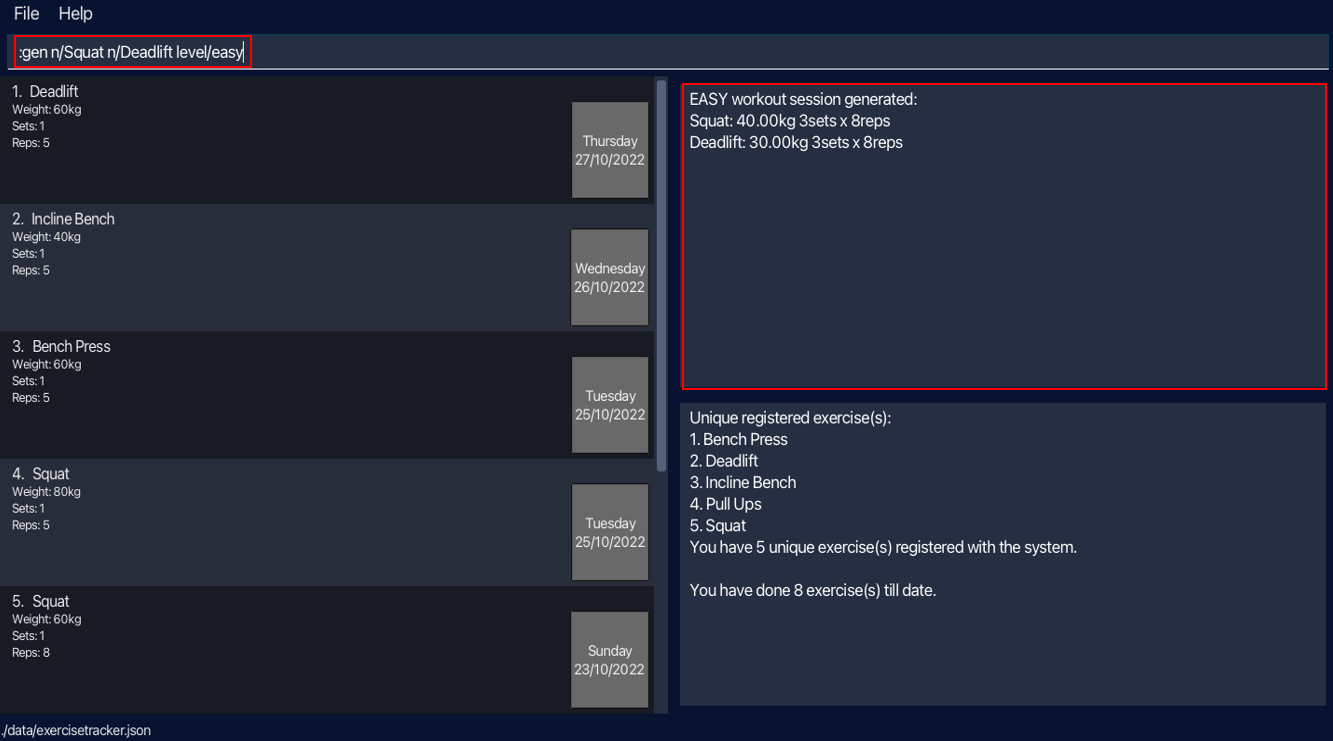 File Help
:gen n/Squat n/Deadlift level/easy
1. Deadlift
Weight: 60kg
Sets: 1
Reps: 5
Thursday
27/10/2022
2. Incline Bench
Weight: 40kg
Sets: 1
Reps: 5
Wednesday
26/10/2022
3. Bench Press
Weight: 60kg
Sets: 1
Reps: 5
Tuesday
25/10/2022
4. Squat
Weight: 80kg
Sets: 1
Reps: 5
Tuesday
25/10/2022
5. Squat
Weight: 60kg
Sets: 1
Reps: 8
Sunday
23/10/2022
EASY workout session generated:
Squat: 40.00kg 3sets x 8reps
Deadlift: 30.00kg 3sets x 8reps
Unique registered exercise(s):
1. Bench Press
2. Deadlift
3. Incline Bench
4. Pull Ups
5. Squat
You have 5 unique exercise(s) registered with the system.
You have done 8 exercise(s) till date.
./data/exercisetracker.json